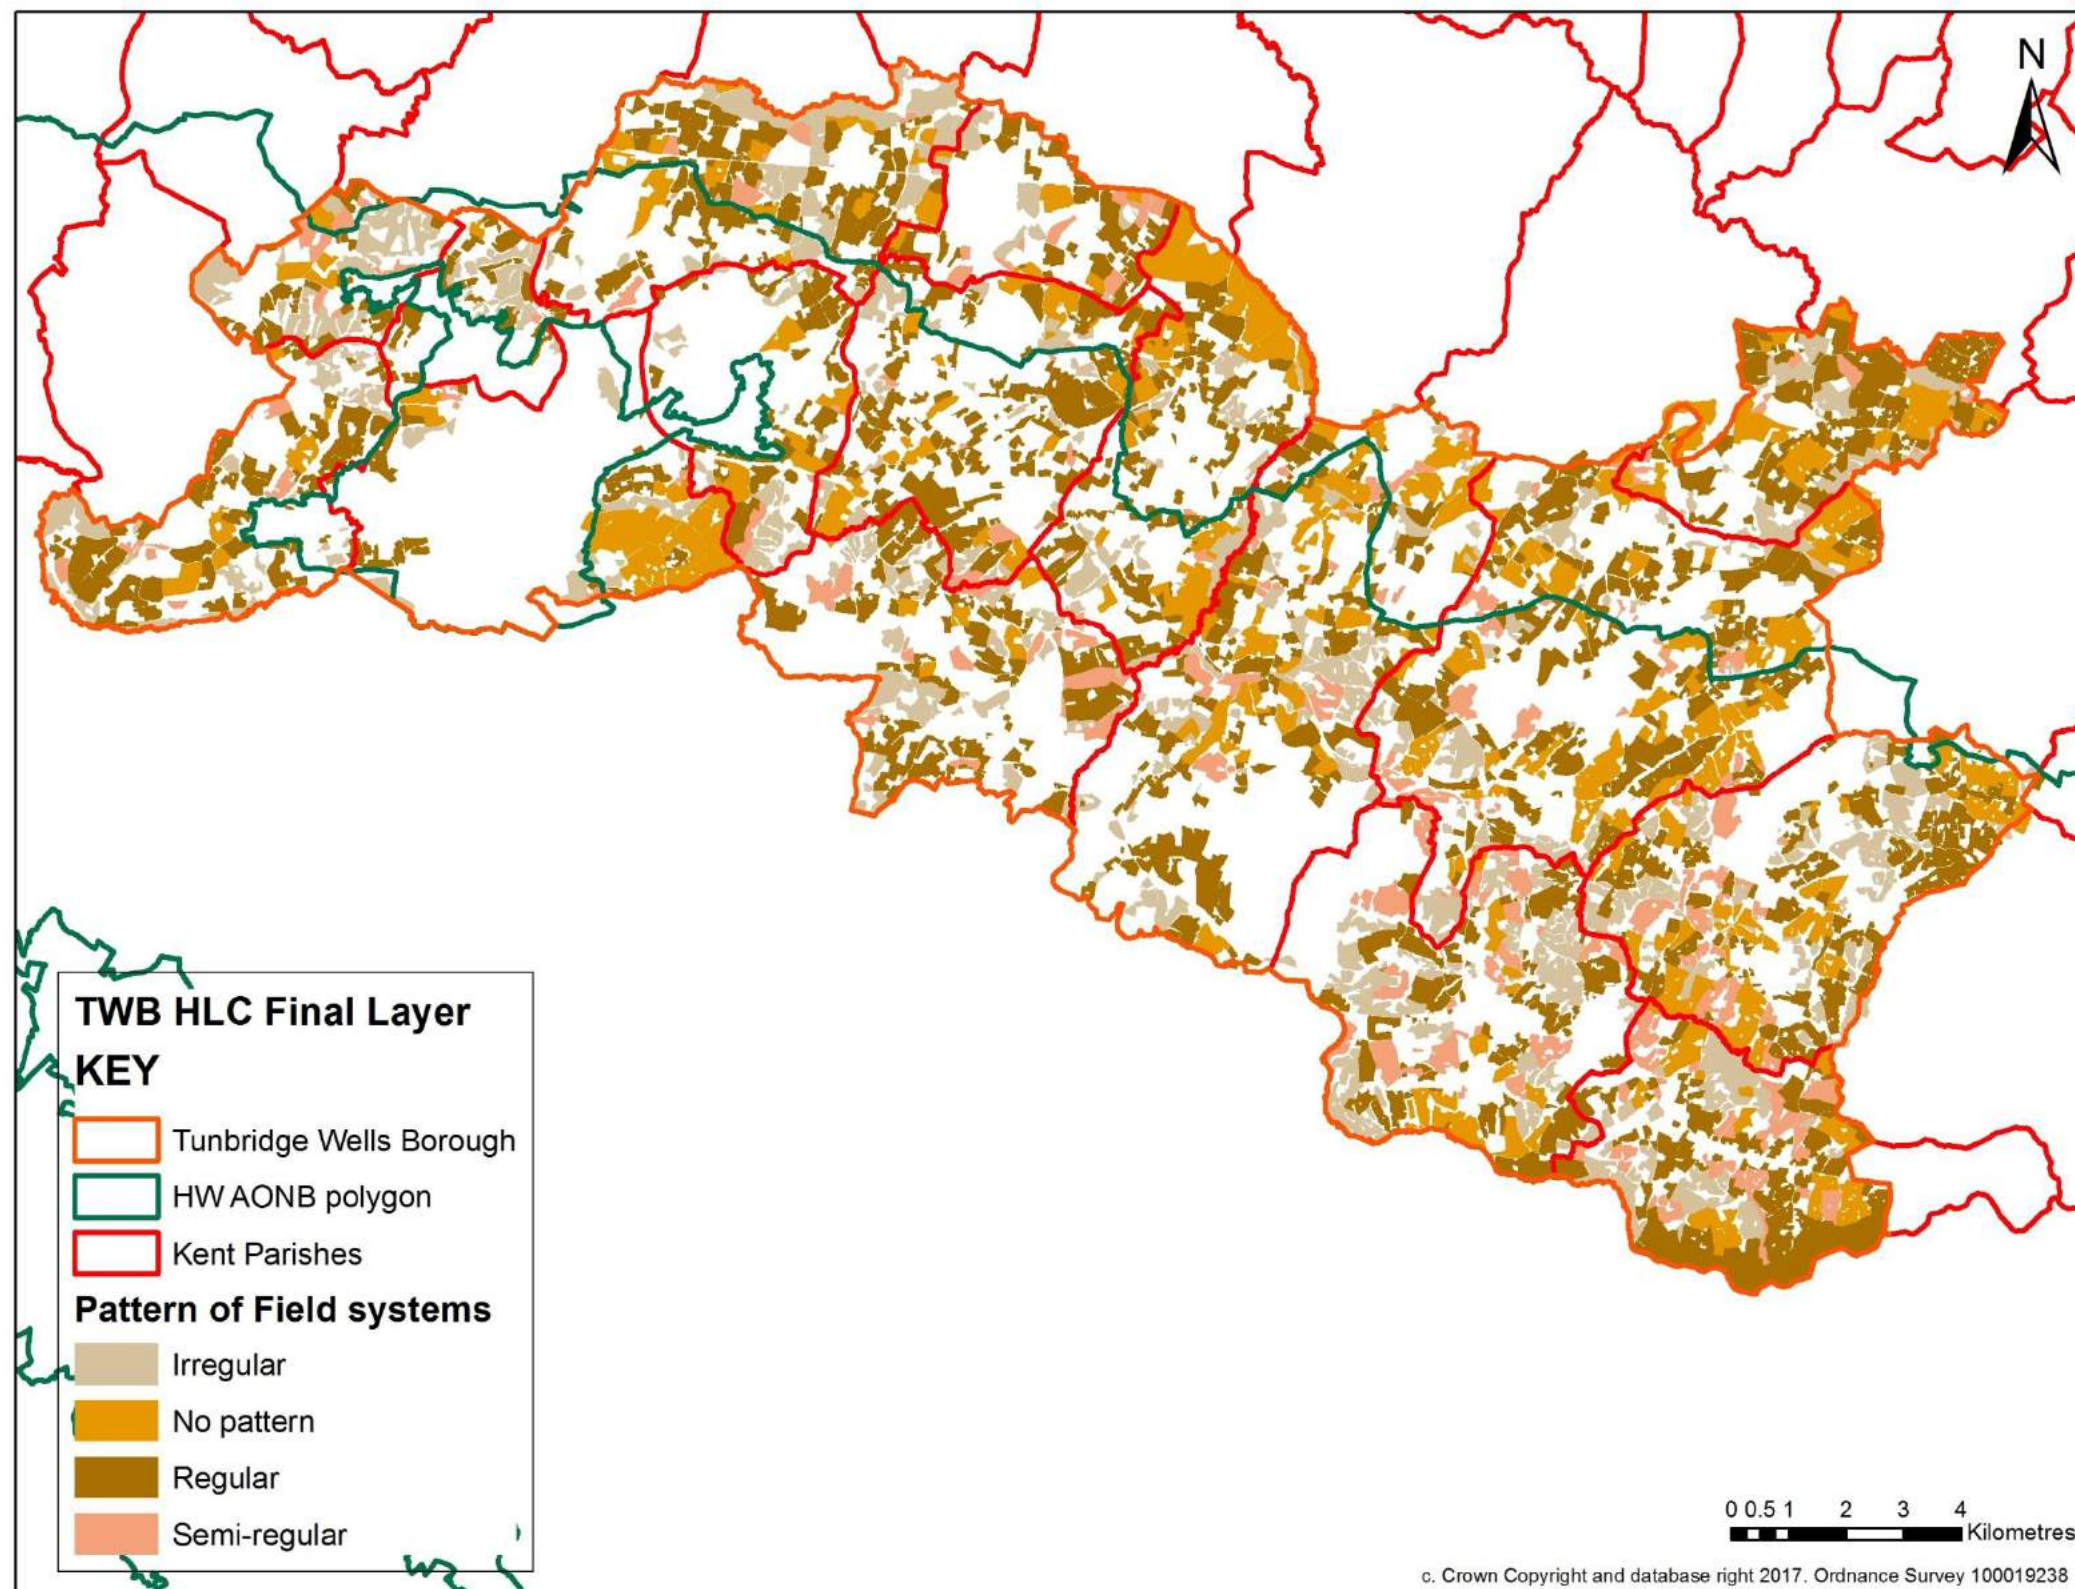 N
TWB HLC Final Layer
KEY
Tunbridge Wells Borough
HW AONB polygon
Kent Parishes
Pattern of Field systems
Irregular
No pattern
Regular
Semi-regular
0 0.5 1 2 3 4
Kilometres
c. Crown Copyright and database right 2017. Ordnance Survey 100019238